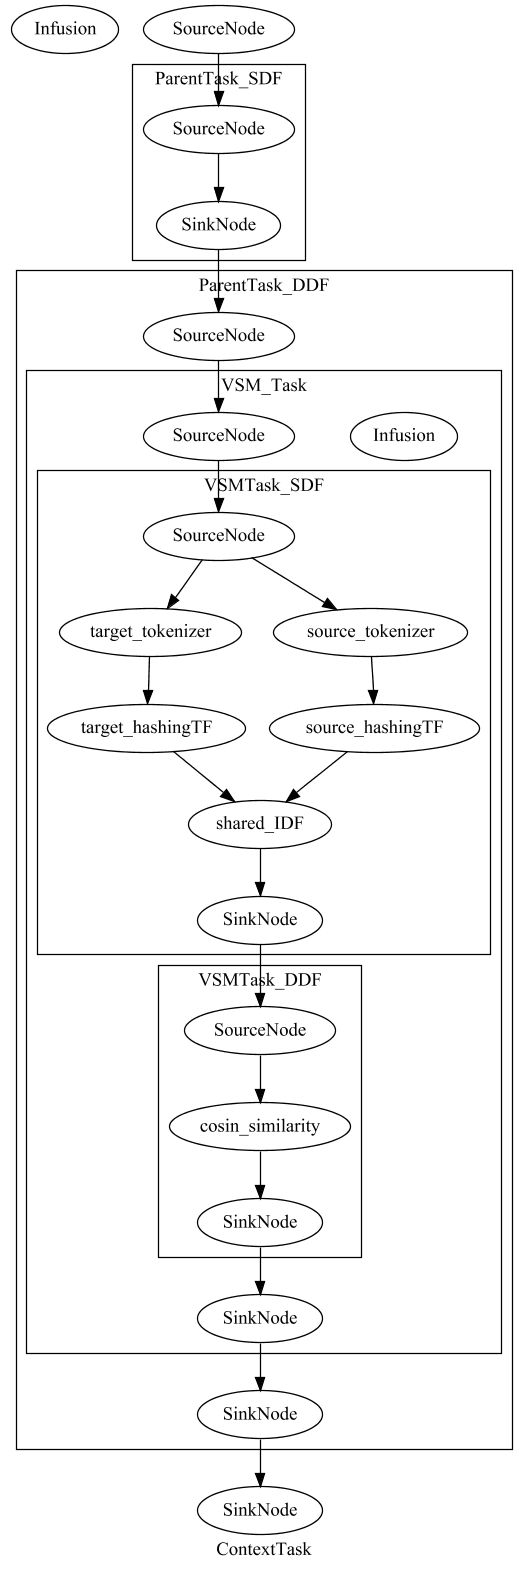 Infusion
SourceNode
ParentTask_SDF
SourceNode
SinkNode
ParentTask_DDF
SourceNode
VSM_Task
SourceNode
Infusion
VSMTask_SDF
SourceNode
target_tokenizer
source_tokenizer
target_hashingTF
source_hashingTF
shared_IDF
SinkNode
VSMTask_DDF
SourceNode
cosin_similarity
SinkNode
SinkNode
SinkNode
SinkNode
ContextTask